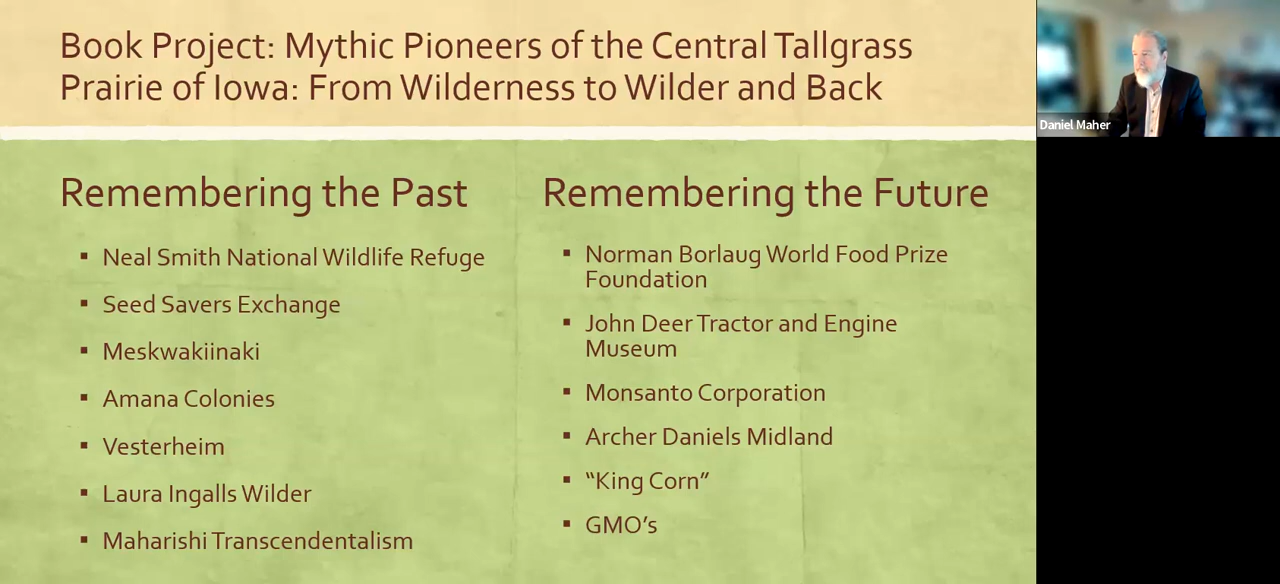 Book Project: Mythic Pioneers of the Central Tallgrass
Prairie of Iowa: From Wilderness to Wilder and Back
Remembering the Past
▪ Neal Smith National Wildlife Refuge
▪ Seed Savers Exchange
▪ Meskwakiinaki
▪ Amana Colonies
▪ Vesterheim
▪ Laura Ingalls Wilder
▪ Maharishi Transcendentalism
Remembering the Future
▪ Norman Borlaug World Food Prize
Foundation
▪ John Deer Tractor and Engine
Museum
▪ Monsanto Corporation
▪ Archer Daniels Midland
▪ “King Corn”
▪ GMO’s
Daniel Maher